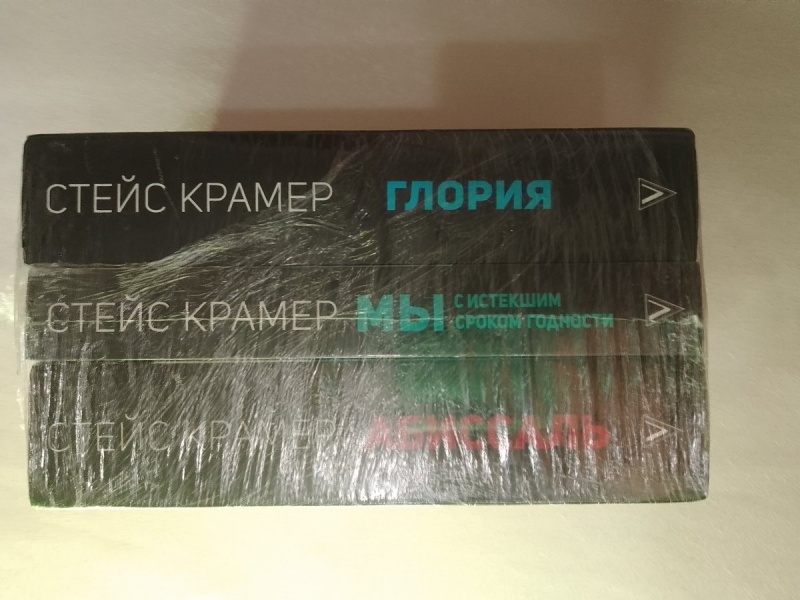 СТЕЙС КРАМЕР ГЛОРИЯ
СТЕЙС КРАМЕР МЫ С ИСТЕКШИМ
СРОКОМ ГОДНОСТИ
СТЕЙС КРАМЕР АБИССАЛЬ